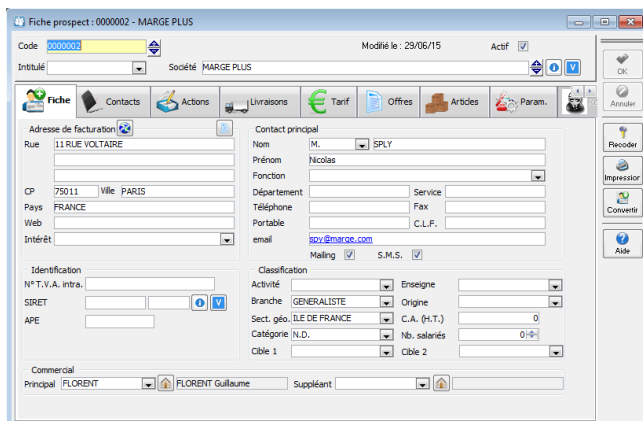 Fiche prospect : 0000002 - MARGE PLUS
Code 0000002 Modifié le : 29/06/15 Actif
Intitulé Société MARGE PLUS
OK
Annuler
Recoder
Impression
Convertir
Aide
Fiche Contacts Actions Livraisons Tarif Offres Articles Param.
Adresse de facturation
Rue 11 RUE VOLTAIRE
CP 75011 Ville PARIS
Pays FRANCE
Web
Intérêt
Contact principal
Nom M. SPLY
Prénom Nicolas
Fonction
Département Service
Téléphone Fax
Portable C.L.F.
email spy@marge.com
Mailing S.M.S.
Identification
N° T.V.A. intra.
SIRET
APE
Classification
Activité Enseigne
Branche GENERALISTE Origine
Sect. géo. ILE DE FRANCE C.A. (H.T.) 0
Catégorie N.D. Nb. salariés 0
Cible 1 Cible 2
Commercial
Principal FLORENT FLORENT Guillaume Suppléant